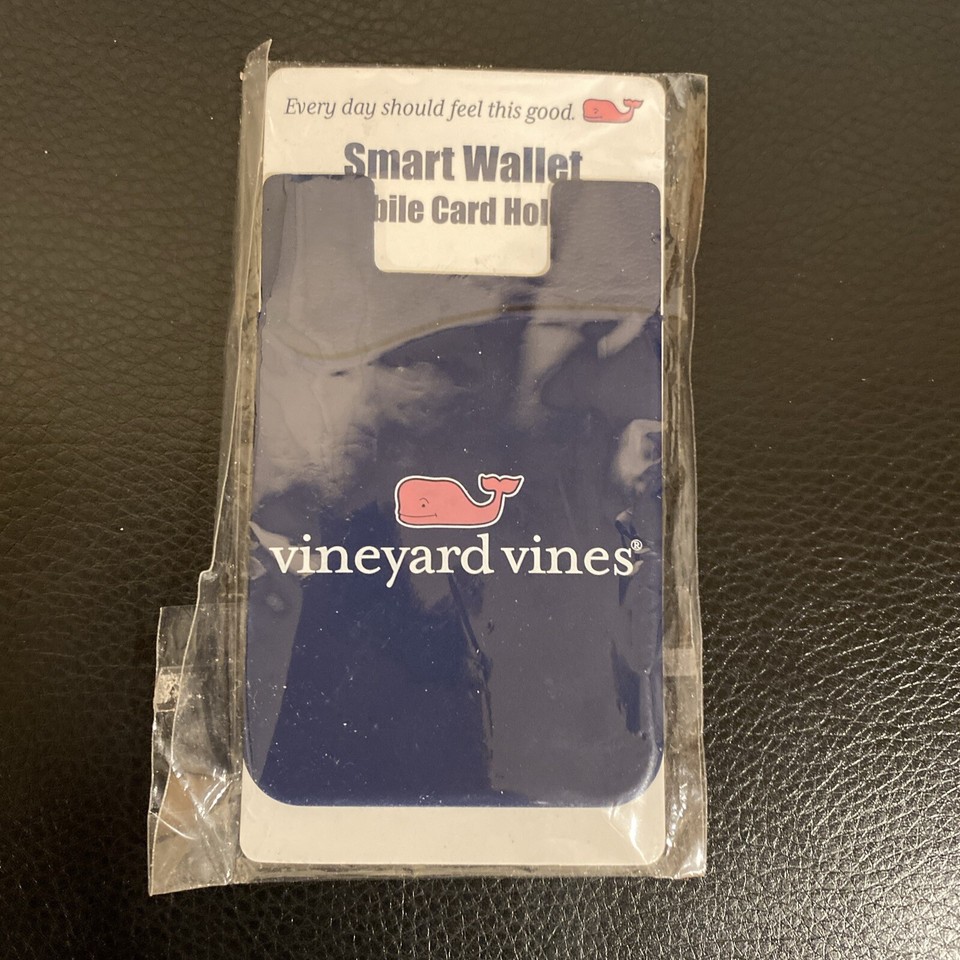 Every day should feel this good.
Smart Wallet
bile Card Hol
vineyard vines®